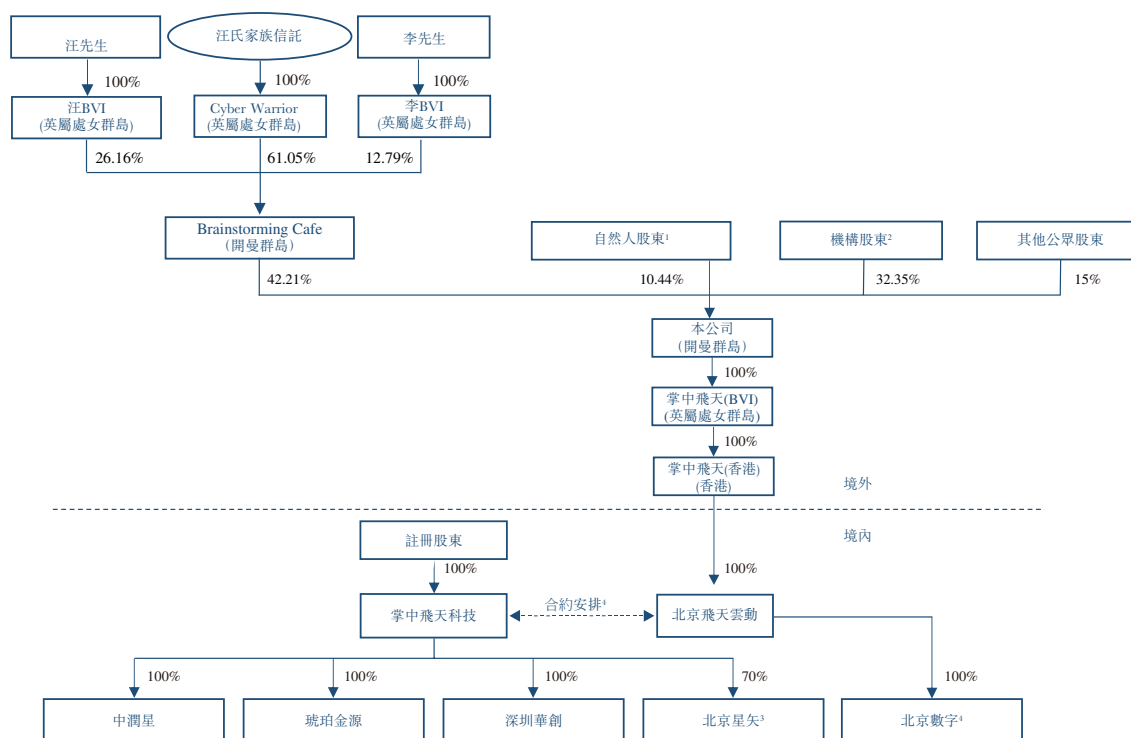 汪先生
汪氏家族信託
李先生
100%
100%
100%
汪BVI
(英屬處女群島)
Cyber Warrior
(英屬處女群島)
李BVI
(英屬處女群島)
26.16%
61.05%
12.79%
Brainstorming Cafe
(開曼群島)
自然人股東¹
機構股東²
其他公眾股東
42.21%
10.44%
32.35%
15%
本公司
(開曼群島)
100%
掌中飛天(BVI)
(英屬處女群島)
100%
掌中飛天(香港)
(香港)
境外
境內
註冊股東
100%
100%
掌中飛天科技
合約安排⁴
北京飛天雲動
100%
100%
100%
70%
100%
中潤星
琥珀金源
深圳華創
北京星矢³
北京數字⁴